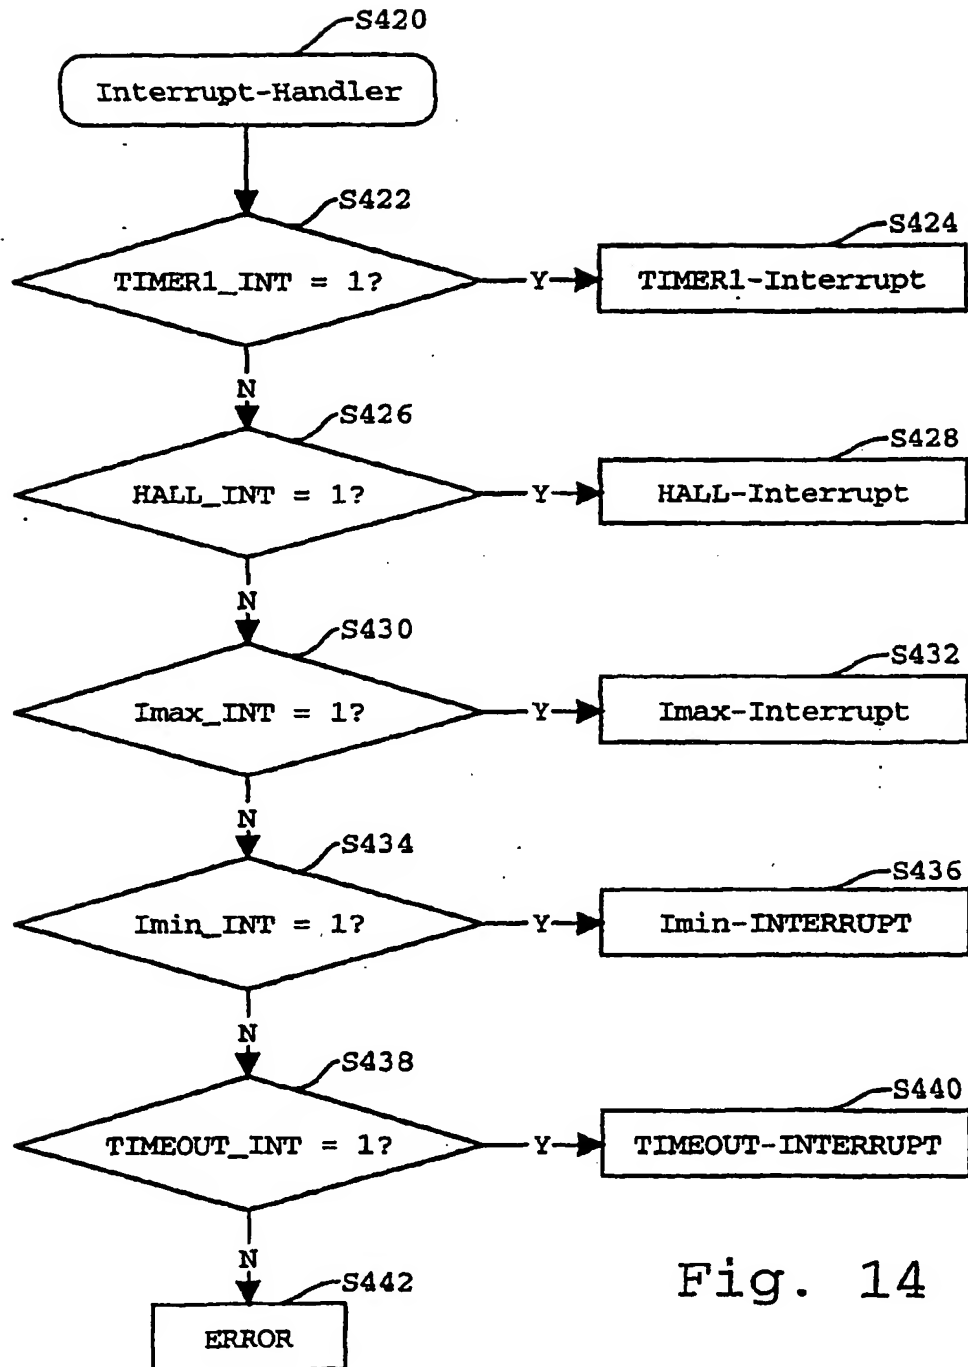 S420
Interrupt-Handler
S422
TIMER1_INT = 1?
Y
S424
TIMER1-Interrupt
N
S426
HALL_INT = 1?
Y
S428
HALL-Interrupt
N
S430
Imax_INT = 1?
Y
S432
Imax-Interrupt
N
S434
Imin_INT = 1?
Y
S436
Imin-INTERRUPT
N
S438
TIMEOUT_INT = 1?
Y
S440
TIMEOUT-INTERRUPT
N
S442
ERROR
Fig. 14